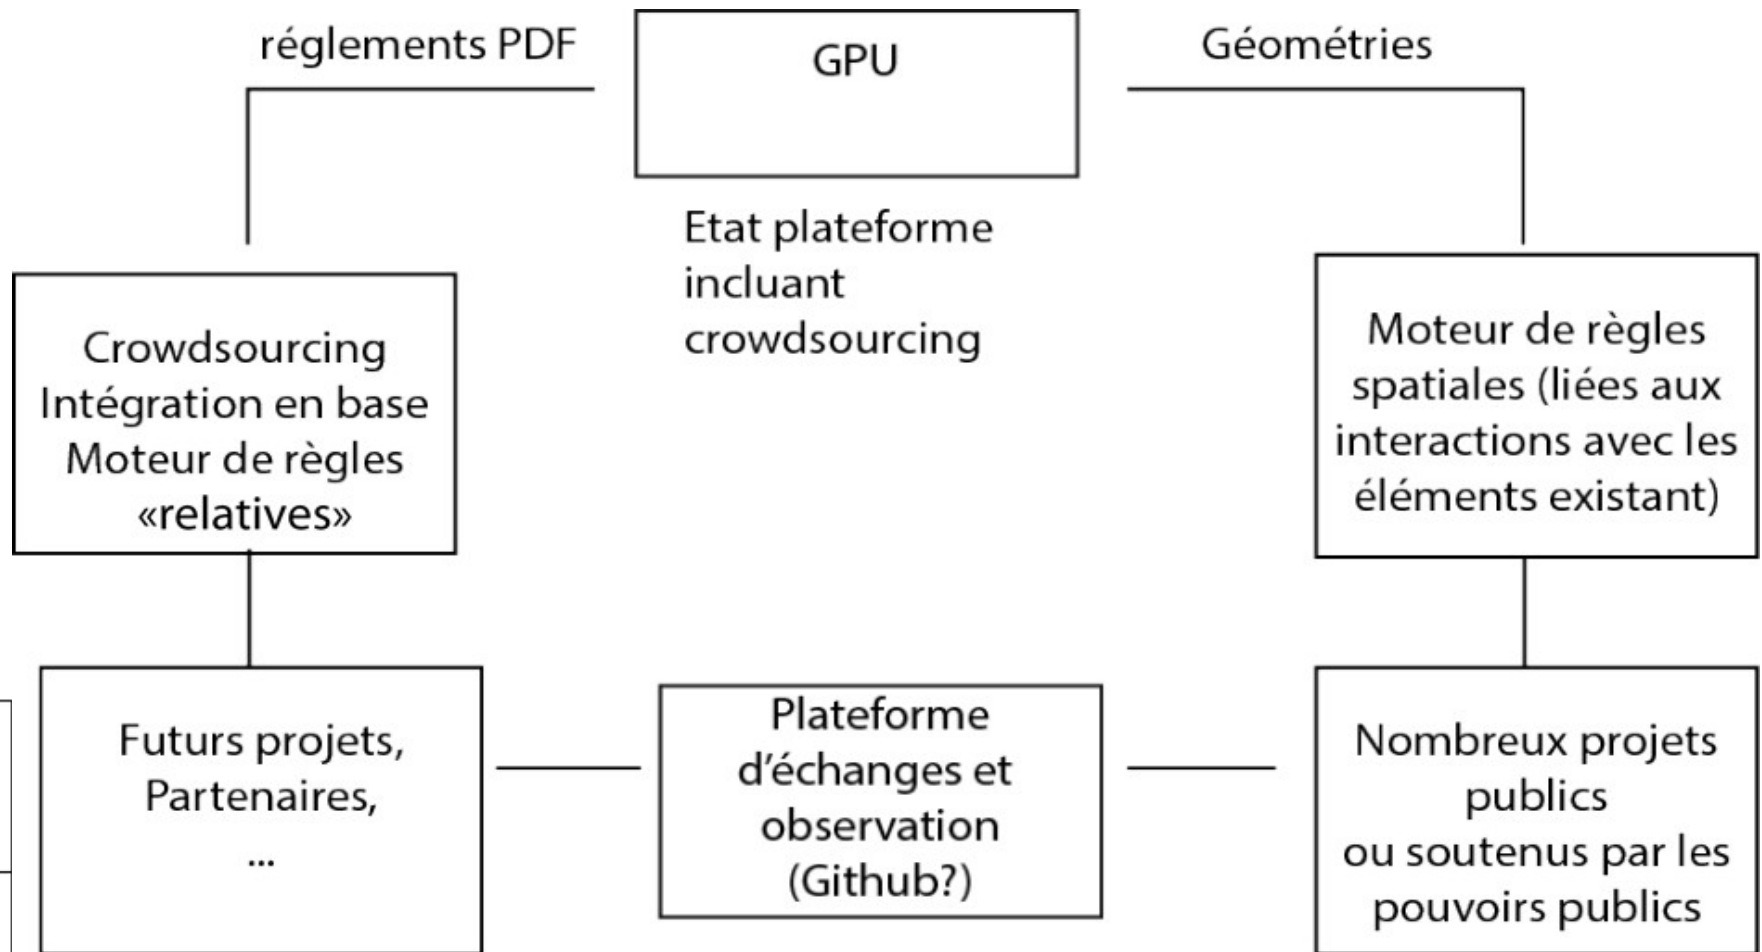 réglements PDF
GPU
Géométries
Etat plateforme
incluant
crowdsourcing
Crowdsourcing
Intégration en base
Moteur de règles
«relatives»
Moteur de règles
spatiales (liées aux
interactions avec les
éléments existant)
Futurs projets,
Partenaires,
...
Plateforme
d'échanges et
observation
(Github?)
Nombreux projets
publics
ou soutenus par les
pouvoirs publics